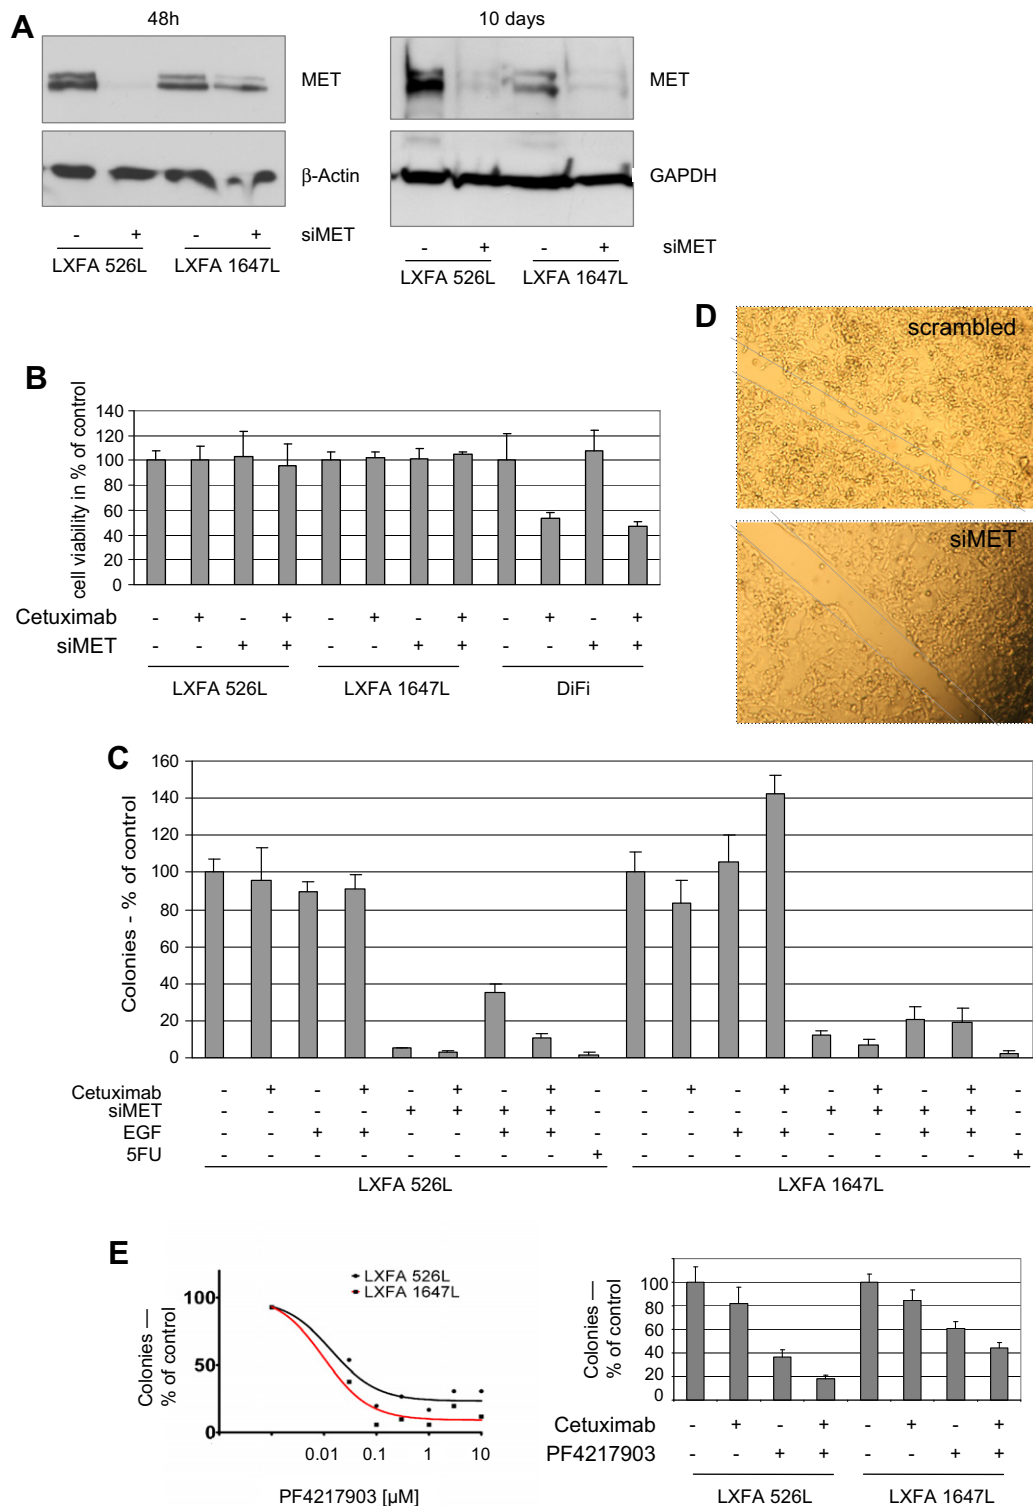 A
48h
10 days
MET
MET
β-Actin
GAPDH
- + - + siMET
- + - + siMET
LXFA 526L LXFA 1647L
LXFA 526L LXFA 1647L
B
cell viability in % of control
140
120
100
80
60
40
20
0
Cetuximab - + - + - + - + - + - +
siMET - - + + - - + + - - + +
LXFA 526L LXFA 1647L DiFi
D
scrambled
siMET
C
Colonies - % of control
160
140
120
100
80
60
40
20
0
Cetuximab - + - + - + - + - - + - + - + - + -
siMET - - - - + + + + - - - - - + + + + -
EGF - - + + - - + + - - - + + - - + + -
5FU - - - - - - - - + - - - - - - - - +
LXFA 526L LXFA 1647L
E
Colonies — % of control
100
50
0
LXFA 526L
LXFA 1647L
0.01 0.1 1 10
PF4217903 [µM]
Colonies — % of control
100
80
60
40
20
0
Cetuximab - + - + - + - +
PF4217903 - - + + - - + +
LXFA 526L LXFA 1647L